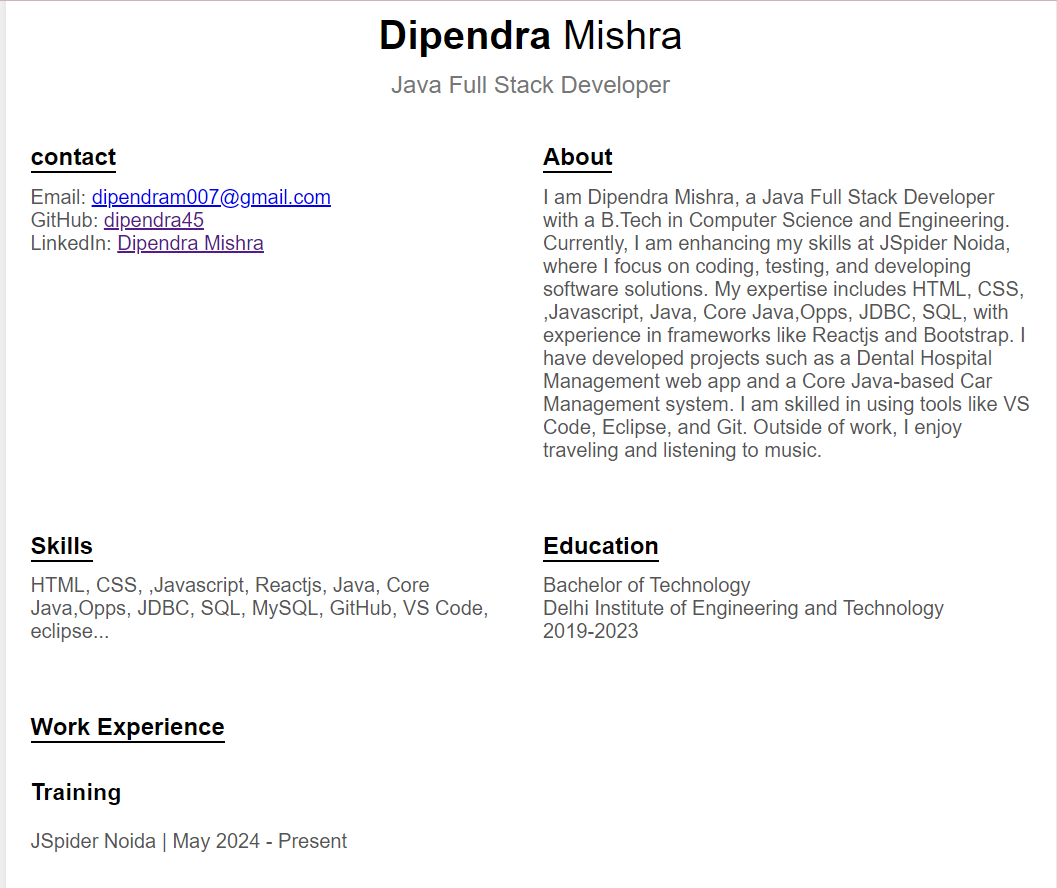 Dipendra Mishra
Java Full Stack Developer
contact
Email: dipendram007@gmail.com
GitHub: dipendra45
LinkedIn: Dipendra Mishra
About
I am Dipendra Mishra, a Java Full Stack Developer
with a B.Tech in Computer Science and Engineering.
Currently, I am enhancing my skills at JSpider Noida,
where I focus on coding, testing, and developing
software solutions. My expertise includes HTML, CSS,
,Javascript, Java, Core Java,Opps, JDBC, SQL, with
experience in frameworks like Reactjs and Bootstrap. I
have developed projects such as a Dental Hospital
Management web app and a Core Java-based Car
Management system. I am skilled in using tools like VS
Code, Eclipse, and Git. Outside of work, I enjoy
traveling and listening to music.
Skills
HTML, CSS, ,Javascript, Reactjs, Java, Core
Java,Opps, JDBC, SQL, MySQL, GitHub, VS Code,
eclipse...
Education
Bachelor of Technology
Delhi Institute of Engineering and Technology
2019-2023
Work Experience
Training
JSpider Noida | May 2024 - Present